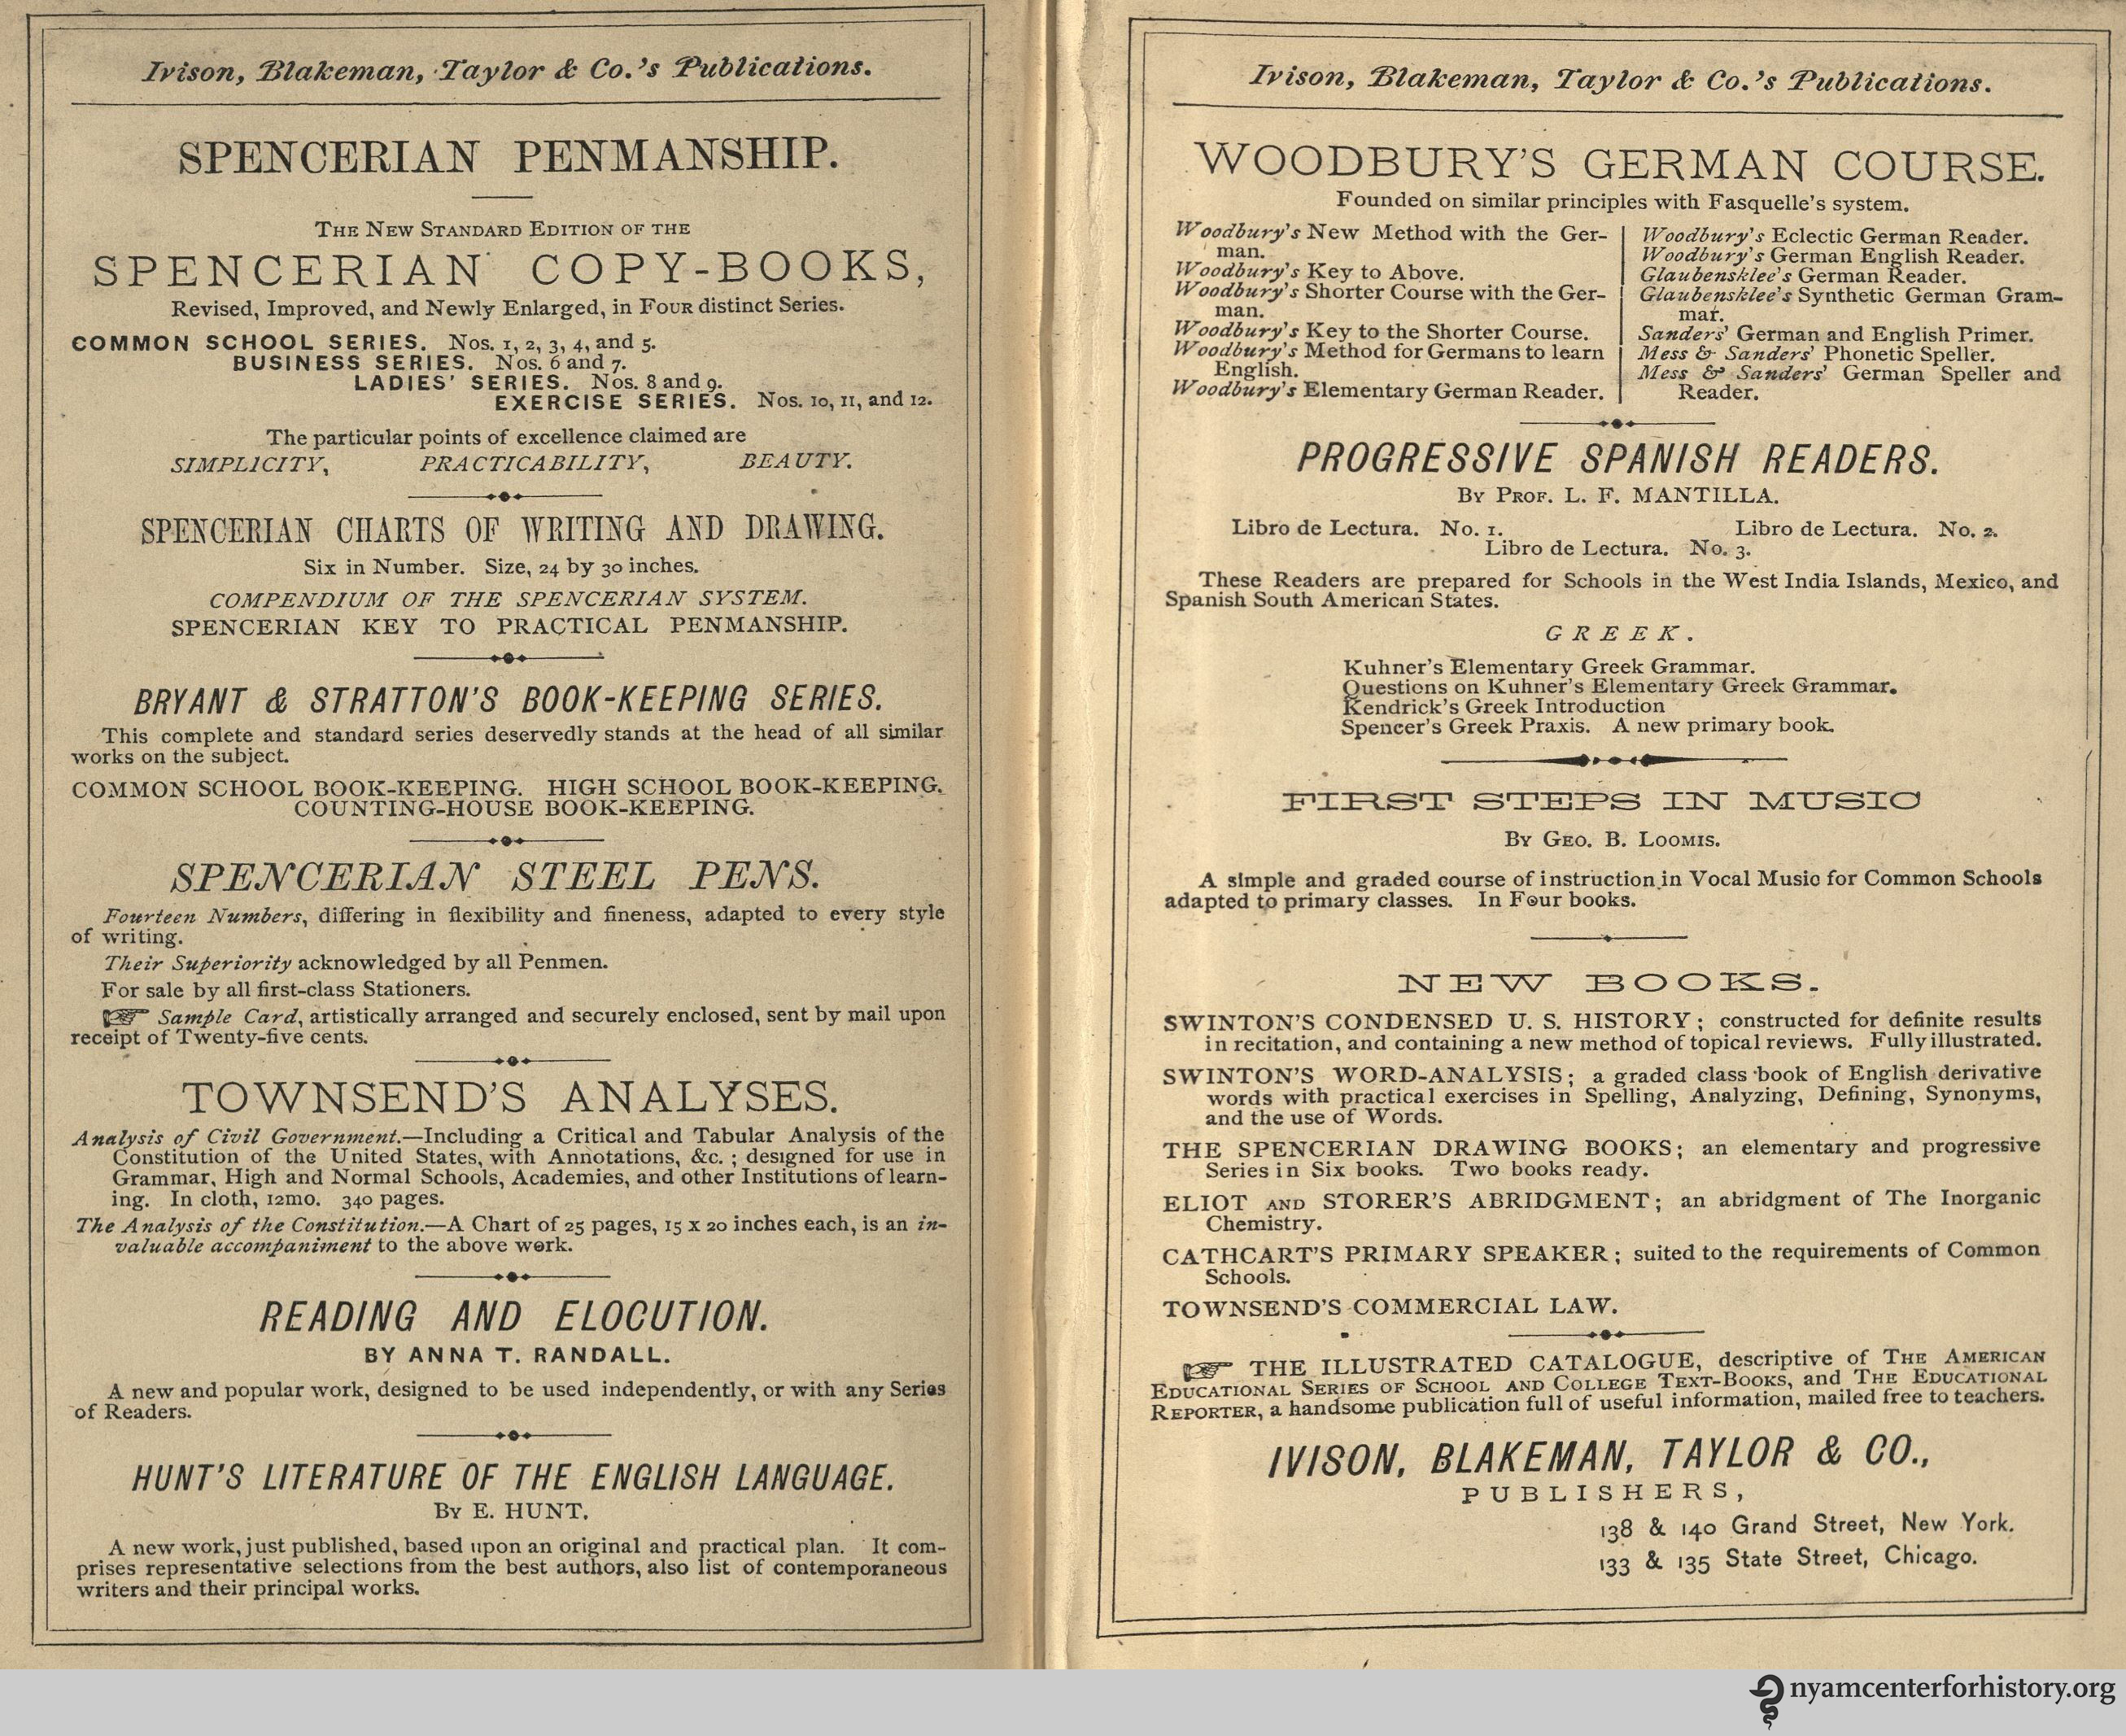 Ivison, Blakeman, Taylor & Co.'s Publications.
SPENCERIAN PENMANSHIP.
THE NEW STANDARD EDITION OF THE
SPENCERIAN COPY-BOOKS,
Revised, Improved, and Newly Enlarged, in FOUR distinct Series.
COMMON SCHOOL SERIES. Nos. 1, 2, 3, 4, and 5.
BUSINESS SERIES. Nos. 6 and 7.
LADIES' SERIES. Nos. 8 and 9.
EXERCISE SERIES. Nos. 10, 11, and 12.
The particular points of excellence claimed are
SIMPLICITY, PRACTICABILITY, BEAUTY.
SPENCERIAN CHARTS OF WRITING AND DRAWING.
Six in Number. Size, 24 by 30 inches.
COMPENDIUM OF THE SPENCERIAN SYSTEM.
SPENCERIAN KEY TO PRACTICAL PENMANSHIP.
BRYANT & STRATTON'S BOOK-KEEPING SERIES.
This complete and standard series deservedly stands at the head of all similar
works on the subject.
COMMON SCHOOL BOOK-KEEPING. HIGH SCHOOL BOOK-KEEPING.
COUNTING-HOUSE BOOK-KEEPING.
SPENCERIAN STEEL PENS.
Fourteen Numbers, differing in flexibility and fineness, adapted to every style
of writing.
Their Superiority acknowledged by all Penmen.
For sale by all first-class Stationers.
☞ Sample Card, artistically arranged and securely enclosed, sent by mail upon
receipt of Twenty-five cents.
TOWNSEND'S ANALYSES.
Analysis of Civil Government.—Including a Critical and Tabular Analysis of the
Constitution of the United States, with Annotations, &c.; designed for use in
Grammar, High and Normal Schools, Academies, and other Institutions of learn-
ing. In cloth, 12mo. 340 pages.
The Analysis of the Constitution.—A Chart of 25 pages, 15 x 20 inches each, is an in-
valuable accompaniment to the above work.
READING AND ELOCUTION.
BY ANNA T. RANDALL.
A new and popular work, designed to be used independently, or with any Series
of Readers.
HUNT'S LITERATURE OF THE ENGLISH LANGUAGE.
BY E. HUNT.
A new work, just published, based upon an original and practical plan. It com-
prises representative selections from the best authors, also list of contemporaneous
writers and their principal works.
Ivison, Blakeman, Taylor & Co.'s Publications.
WOODBURY'S GERMAN COURSE.
Founded on similar principles with Fasquelle's system.
Woodbury's New Method with the Ger-
man.
Woodbury's Key to Above.
Woodbury's Shorter Course with the Ger-
man.
Woodbury's Key to the Shorter Course.
Woodbury's Method for Germans to learn
English.
Woodbury's Elementary German Reader.
Woodbury's Eclectic German Reader.
Woodbury's German English Reader.
Glaubensklee's German Reader.
Glaubensklee's Synthetic German Gram-
mar.
Sanders' German and English Primer.
Mess & Sanders' Phonetic Speller.
Mess & Sanders' German Speller and
Reader.
PROGRESSIVE SPANISH READERS.
BY PROF. L. F. MANTILLA.
Libro de Lectura. No. 1. Libro de Lectura. No. 2.
Libro de Lectura. No. 3.
These Readers are prepared for Schools in the West India Islands, Mexico, and
Spanish South American States.
GREEK.
Kuhner's Elementary Greek Grammar.
Questions on Kuhner's Elementary Greek Grammar.
Kendrick's Greek Introduction
Spencer's Greek Praxis. A new primary book.
FIRST STEPS IN MUSIC
BY GEO. B. LOOMIS.
A simple and graded course of instruction in Vocal Music for Common Schools
adapted to primary classes. In Four books.
NEW BOOKS.
SWINTON'S CONDENSED U. S. HISTORY; constructed for definite results
in recitation, and containing a new method of topical reviews. Fully illustrated.
SWINTON'S WORD-ANALYSIS; a graded class book of English derivative
words with practical exercises in Spelling, Analyzing, Defining, Synonyms,
and the use of Words.
THE SPENCERIAN DRAWING BOOKS; an elementary and progressive
Series in Six books. Two books ready.
ELIOT AND STORER'S ABRIDGMENT; an abridgment of The Inorganic
Chemistry.
CATHCART'S PRIMARY SPEAKER; suited to the requirements of Common
Schools.
TOWNSEND'S COMMERCIAL LAW.
☞ THE ILLUSTRATED CATALOGUE, descriptive of THE AMERICAN
EDUCATIONAL SERIES OF SCHOOL AND COLLEGE TEXT-BOOKS, and THE EDUCATIONAL
REPORTER, a handsome publication full of useful information, mailed free to teachers.
IVISON, BLAKEMAN, TAYLOR & CO.,
PUBLISHERS,
138 & 140 Grand Street, New York.
133 & 135 State Street, Chicago.
nyamcenterforhistory.org